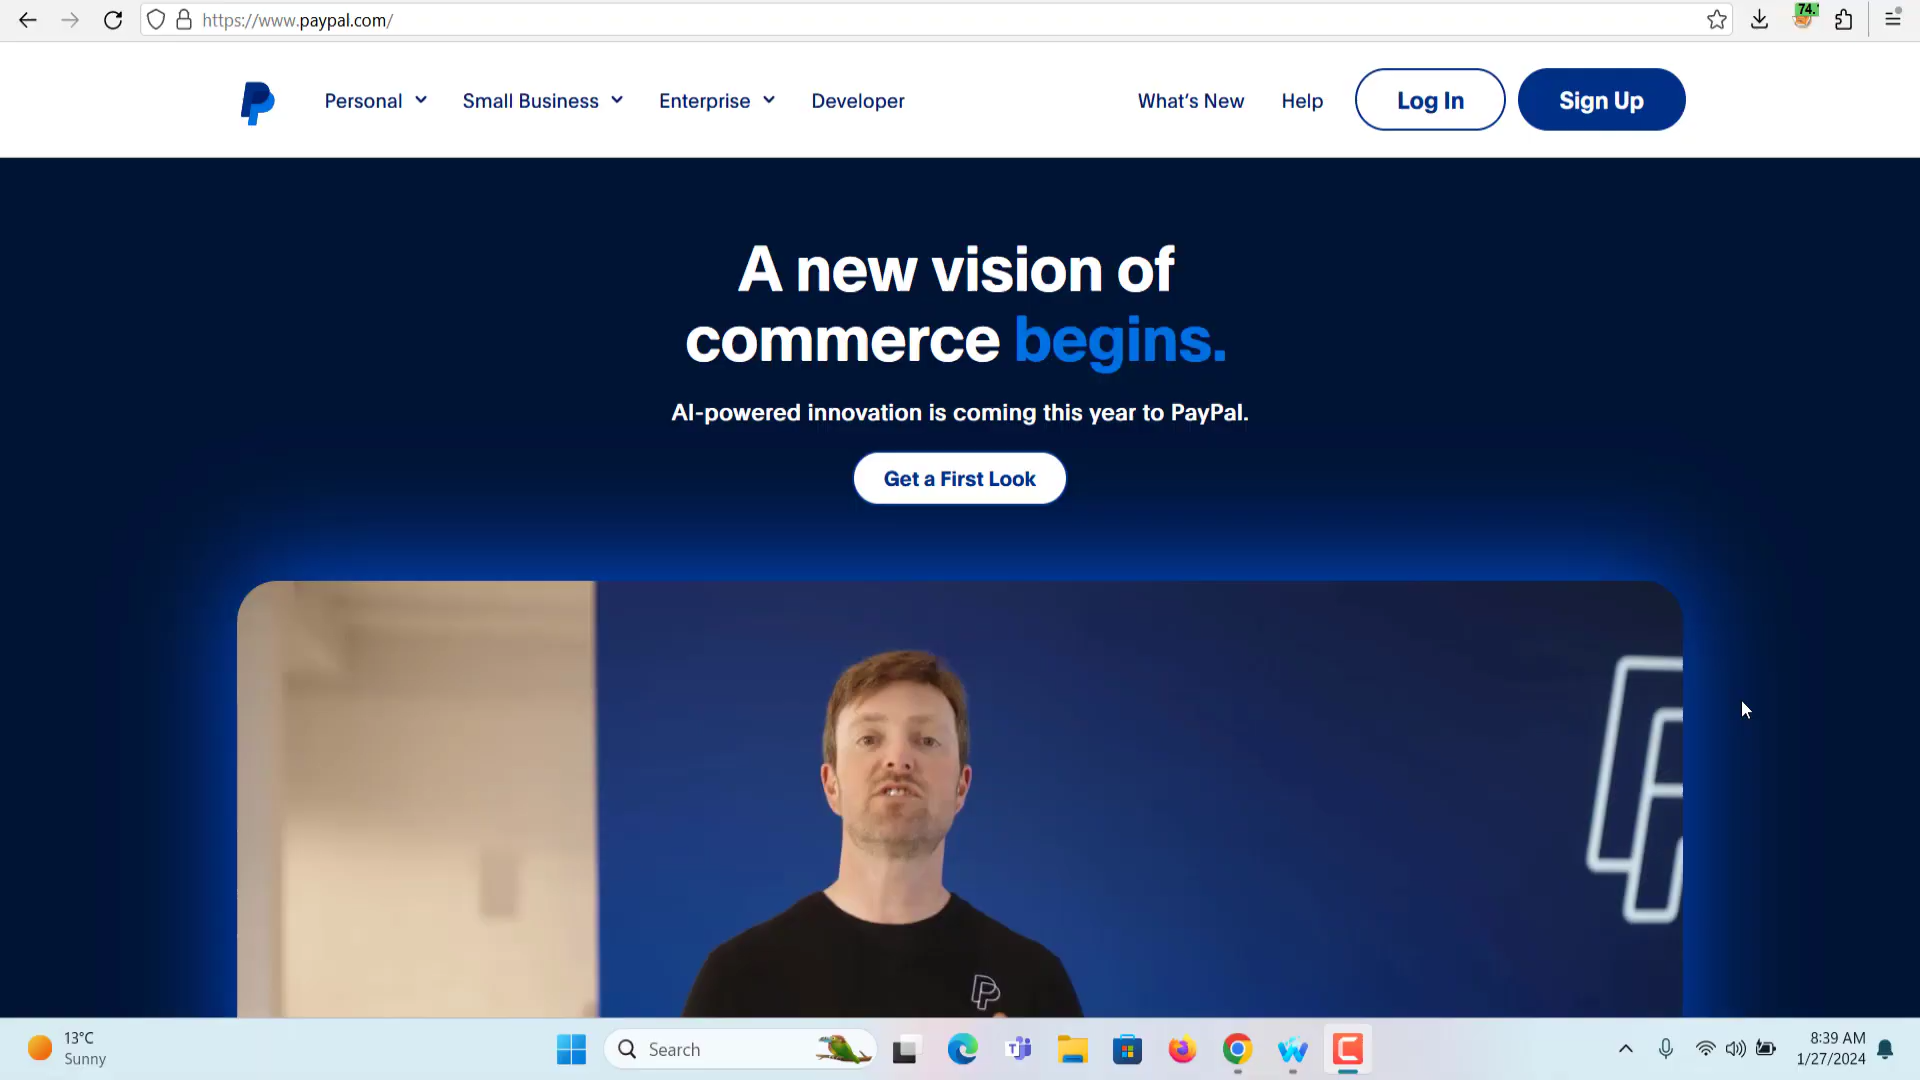 https://www.paypal.com/
74.
Personal
Small Business
Enterprise
Developer
What's New
Help
Log In
Sign Up
A new vision of
commerce begins.
AI-powered innovation is coming this year to PayPal.
Get a First Look
13°C
Sunny
Search
8:39 AM
1/27/2024